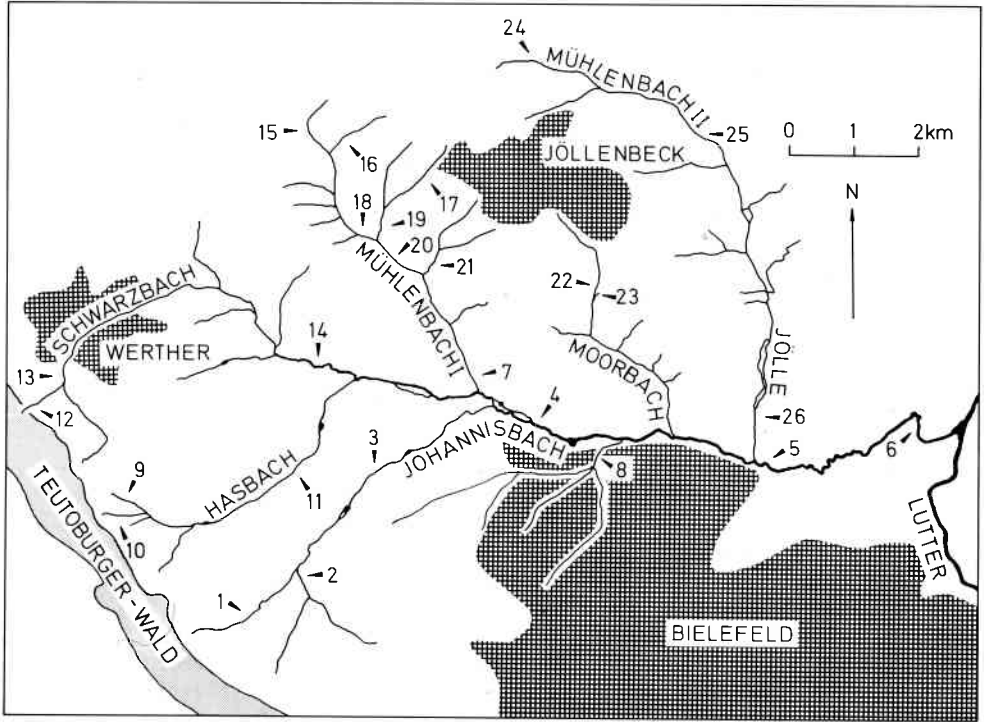 24
MÜHLENBACH II
15
16
25
0 1 2km
JÖLLENBECK
N
17
18
19
20
21
MÜHLENBACH I
22
23
SCHWARZBACH
WERTHER
14
13
12
7
MOORBACH
JÖLLE
4
26
3
JOHANNISBACH
5
6
8
9
HASBACH
11
10
LUTTER
TEUTOBURGER-WALD
2
1
BIELEFELD